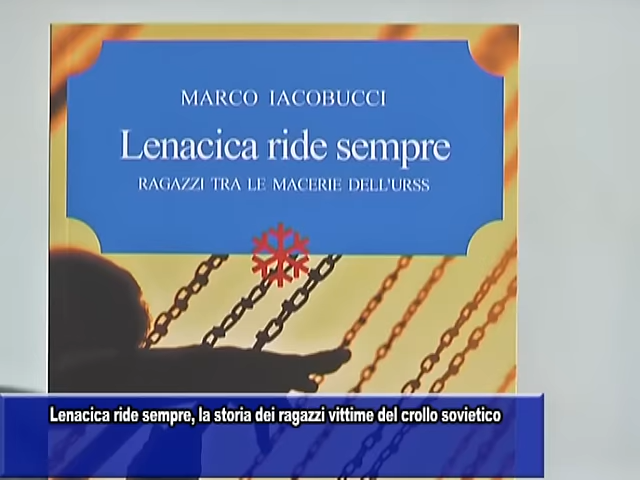 MARCO IACOBUCCI
Lenacica ride sempre
RAGAZZI TRA LE MACERIE DELL'URSS
Lenacica ride sempre, la storia dei ragazzi vittime del crollo sovietico